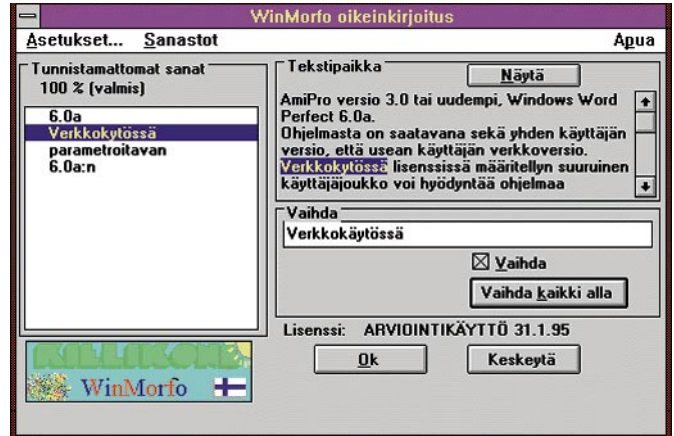 WinMorfo oikeinkirjoitus
Asetukset... Sanastot Apua
Tunnistamattomat sanat
100 % (valmis)
6.0a
Verkkokytössä
parametroitavan
6.0a:n
Tekstipaikka
Näytä
AmiPro versio 3.0 tai uudempi, Windows Word
Perfect 6.0a.
Ohjelmasta on saatavana sekä yhden käyttäjän
versio, että usean käyttäjän verkkoversio.
Verkkokytössä lisenssissä määritellyn suuruinen
käyttäjäjoukko voi hyödyntää ohjelmaa
Vaihda
Verkkokäytössä
Vaihda
Vaihda kaikki alla
Lisenssi: ARVIOINTIKÄYTTÖ 31.1.95
Ok Keskeytä
KIELIKONE
WinMorfo